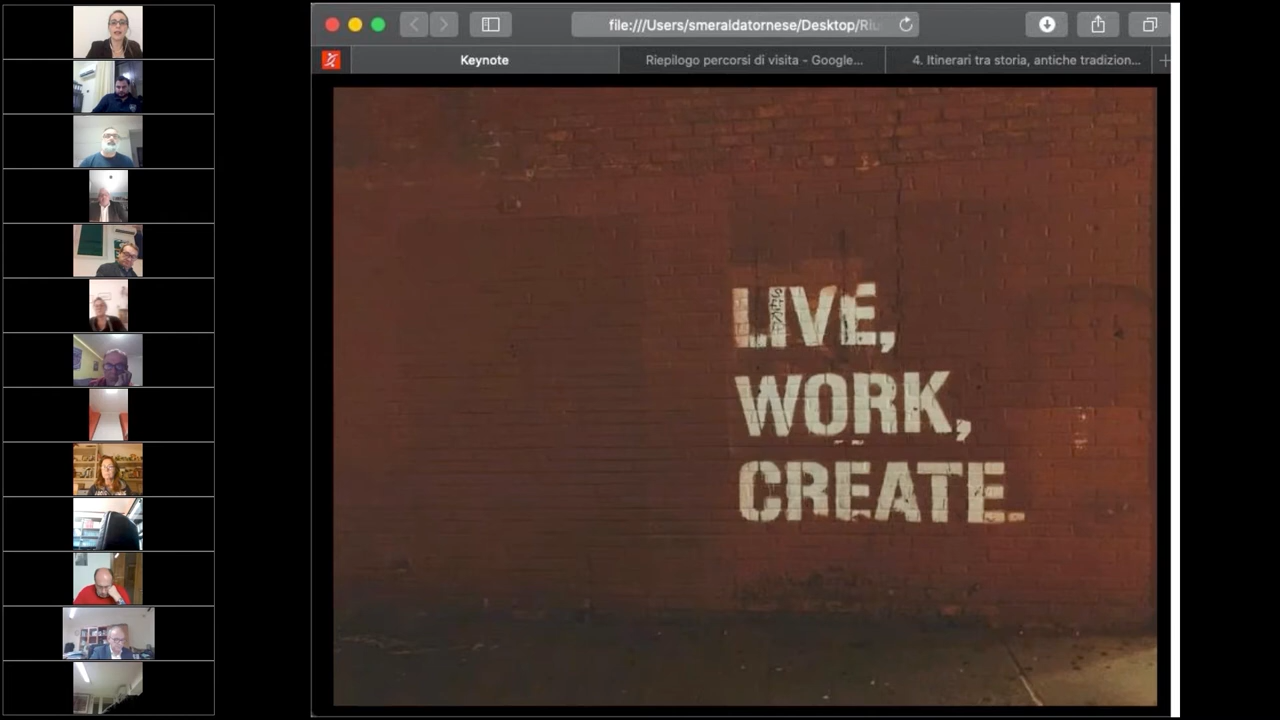 file:///Users/smeraldatornese/Desktop/Riu
Keynote
Riepilogo percorsi di visita - Google...
4. Itinerari tra storia, antiche tradizion...
LIVE,
WORK,
CREATE.